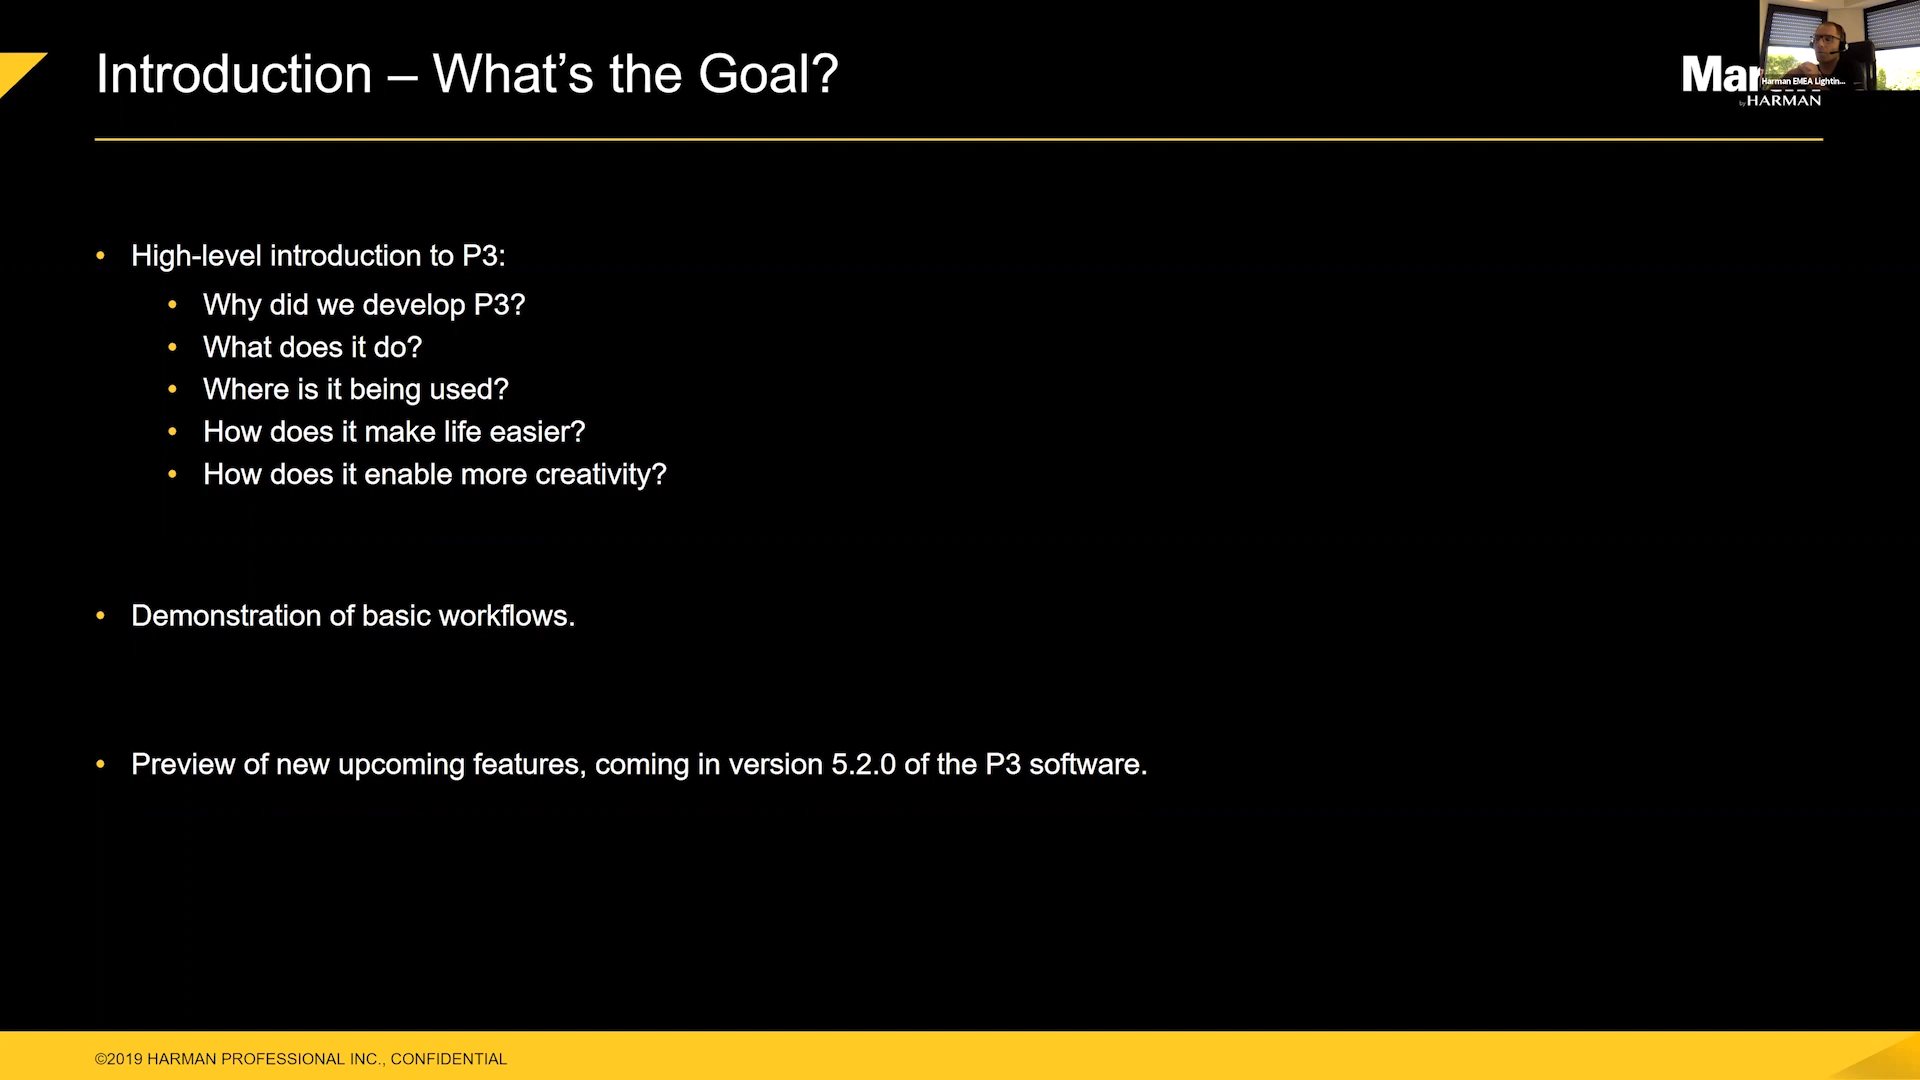 Introduction – What’s the Goal?
Harman EMEA Lightin...
by HARMAN
• High-level introduction to P3:
• Why did we develop P3?
• What does it do?
• Where is it being used?
• How does it make life easier?
• How does it enable more creativity?
• Demonstration of basic workflows.
• Preview of new upcoming features, coming in version 5.2.0 of the P3 software.
©2019 HARMAN PROFESSIONAL INC., CONFIDENTIAL